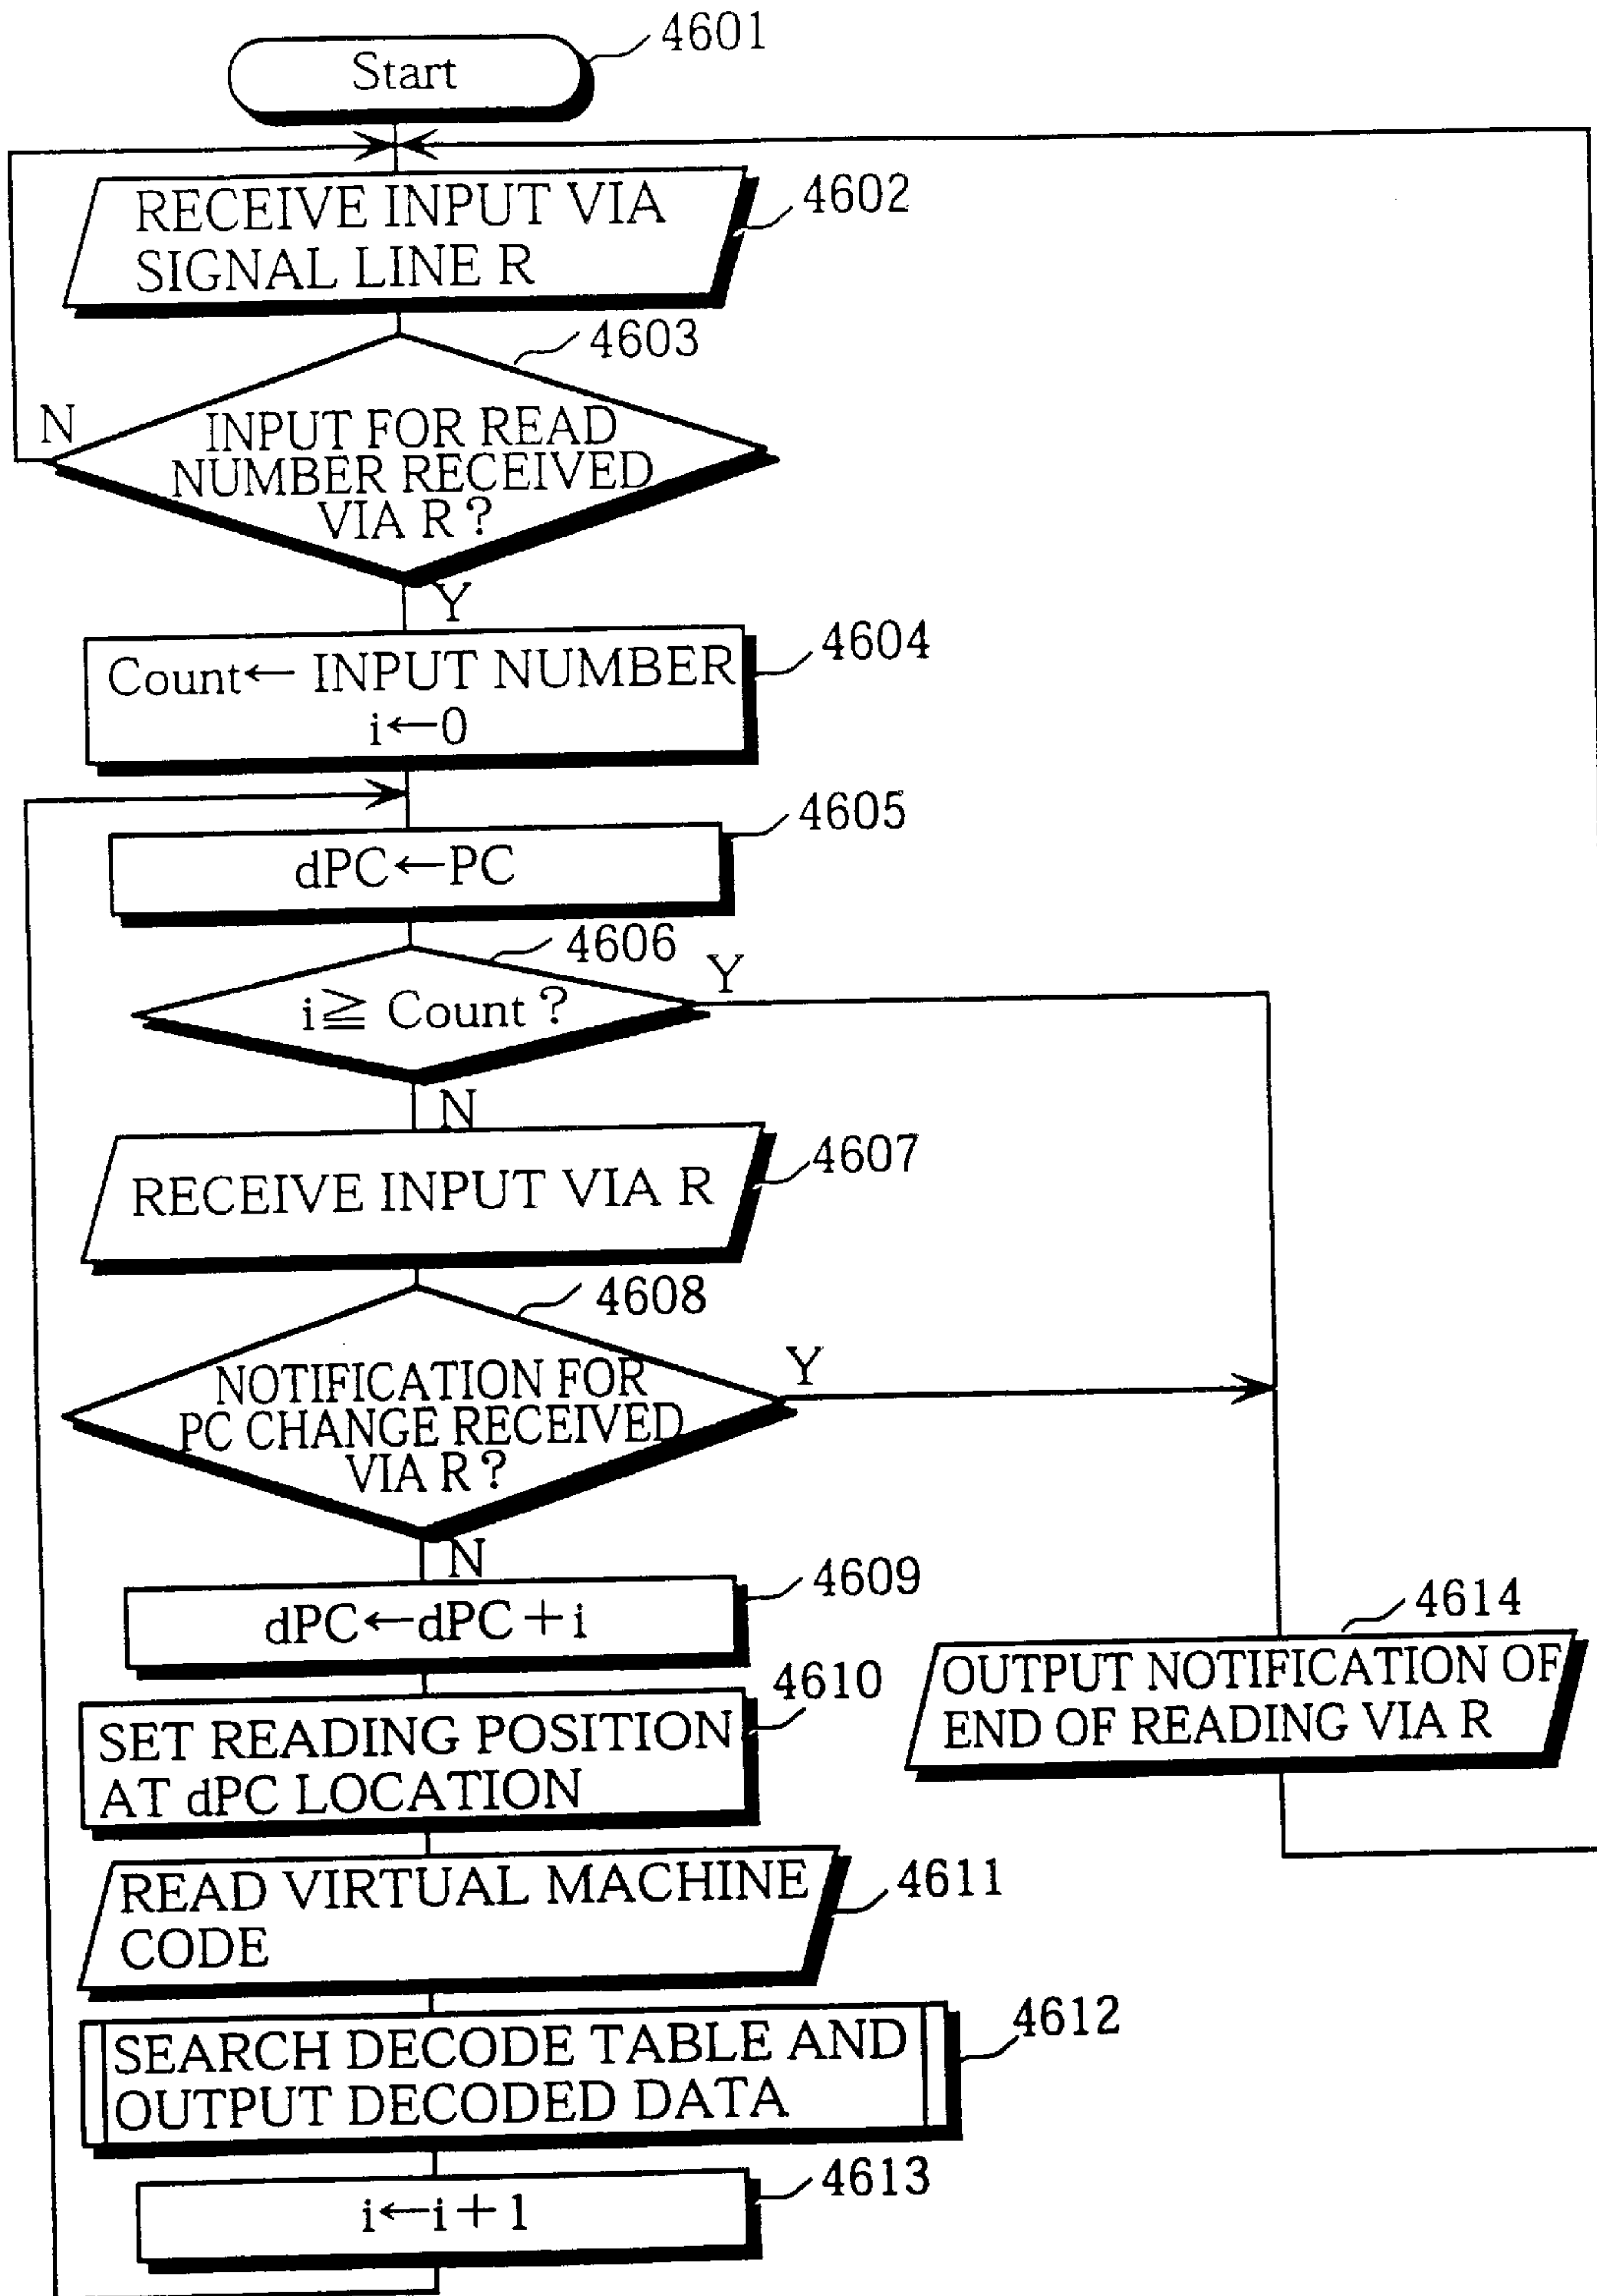 4601
Start
4602
RECEIVE INPUT VIA
SIGNAL LINE R
4603
N
INPUT FOR READ
NUMBER RECEIVED
VIA R?
Y
4604
Count← INPUT NUMBER
i←0
4605
dPC←PC
4606
Y
i≧ Count?
N
4607
RECEIVE INPUT VIA R
4608
Y
NOTIFICATION FOR
PC CHANGE RECEIVED
VIA R?
N
4609
dPC←dPC+i
4614
OUTPUT NOTIFICATION OF
END OF READING VIA R
4610
SET READING POSITION
AT dPC LOCATION
4611
READ VIRTUAL MACHINE
CODE
4612
SEARCH DECODE TABLE AND
OUTPUT DECODED DATA
4613
i←i+1